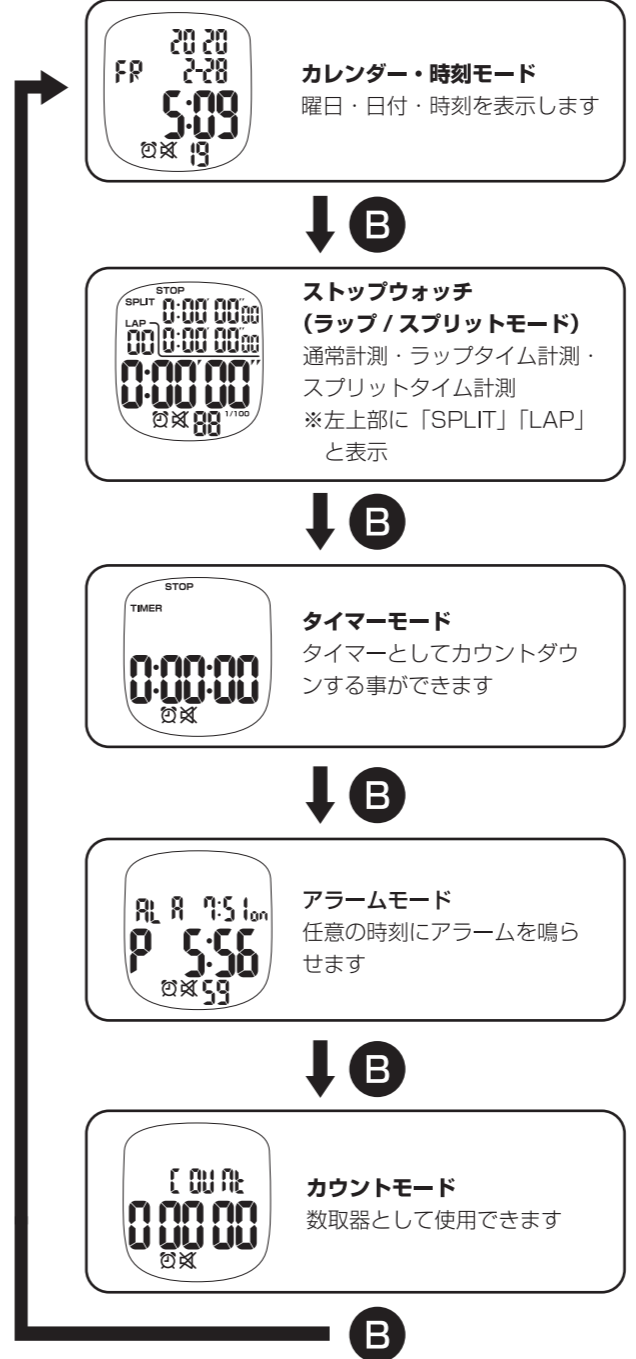 20 20
FR 2-28
5:09
19
カレンダー・時刻モード
曜日・日付・時刻を表示します
B
STOP
SPLIT 0:00'00"00
LAP
00 0:00'00"00
0:00'00"
88 1/100
ストップウォッチ
（ラップ / スプリットモード）
通常計測・ラップタイム計測・
スプリットタイム計測
※左上部に「SPLIT」「LAP」
と表示
B
STOP
TIMER
0:00:00
タイマーモード
タイマーとしてカウントダウ
ンする事ができます
B
AL A 7:51on
P 5:56
59
アラームモード
任意の時刻にアラームを鳴ら
せます
B
COUNt
0 00 00
カウントモード
数取器として使用できます
B